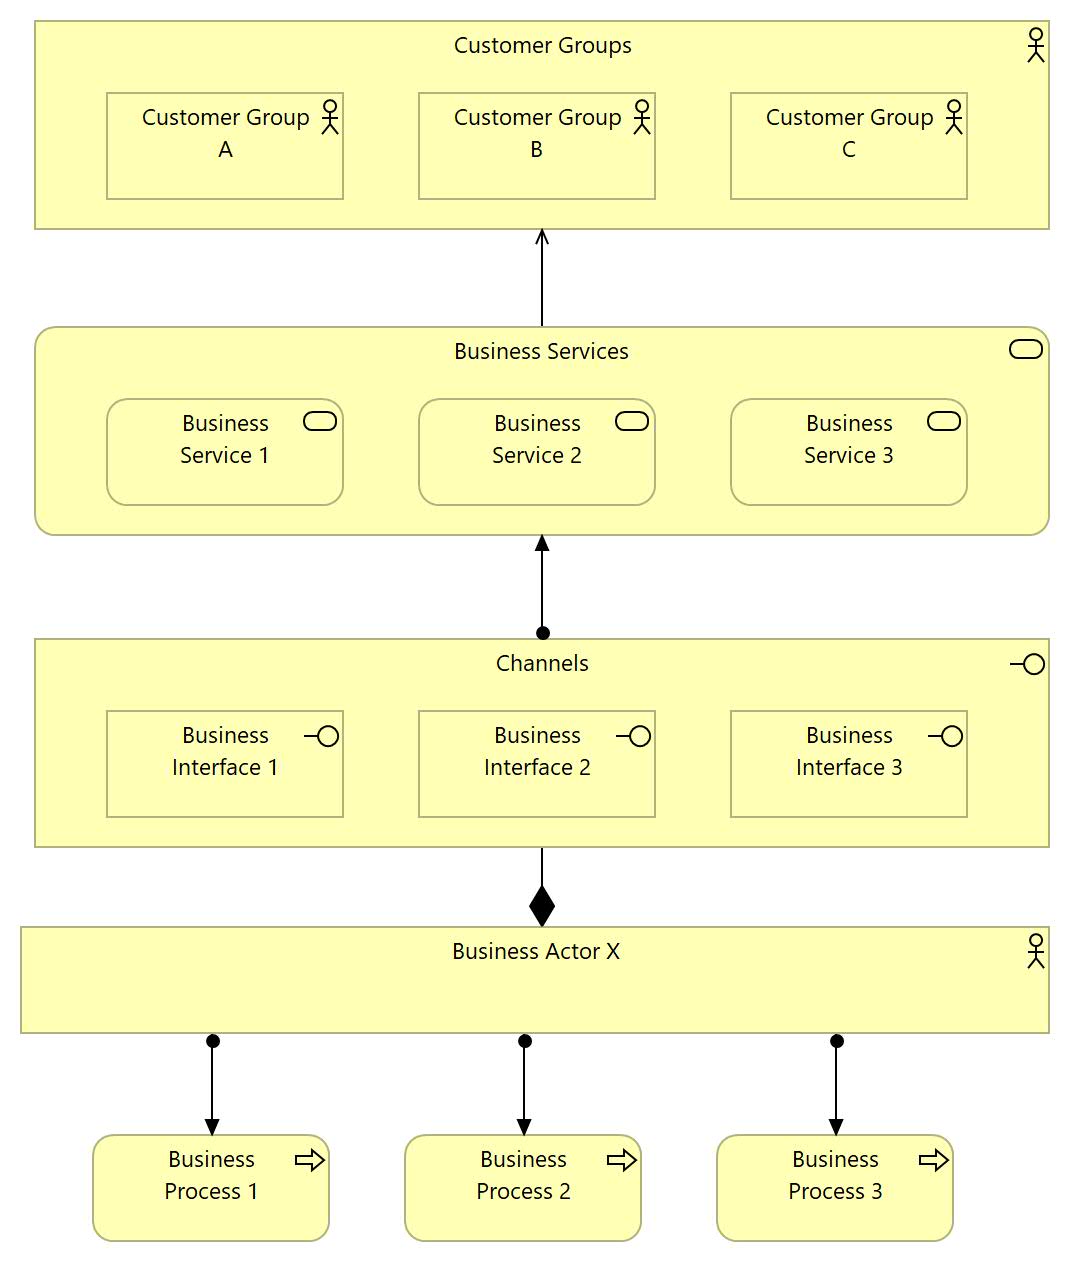 Customer Groups
Customer Group Customer Group Customer Group
A B C
Business Services
Business Business Business
Service 1 Service 2 Service 3
Channels
Business Business Business
Interface 1 Interface 2 Interface 3
Business Actor X
Business Business Business
Process 1 Process 2 Process 3